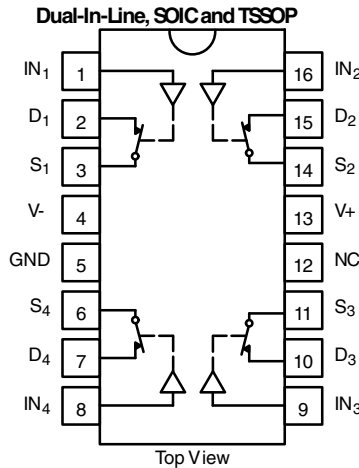 Dual-In-Line, SOIC and TSSOP
IN1 1 16 IN2
D1 2 15 D2
S1 3 14 S2
V- 4 13 V+
GND 5 12 NC
S4 6 11 S3
D4 7 10 D3
IN4 8 9 IN3
Top View